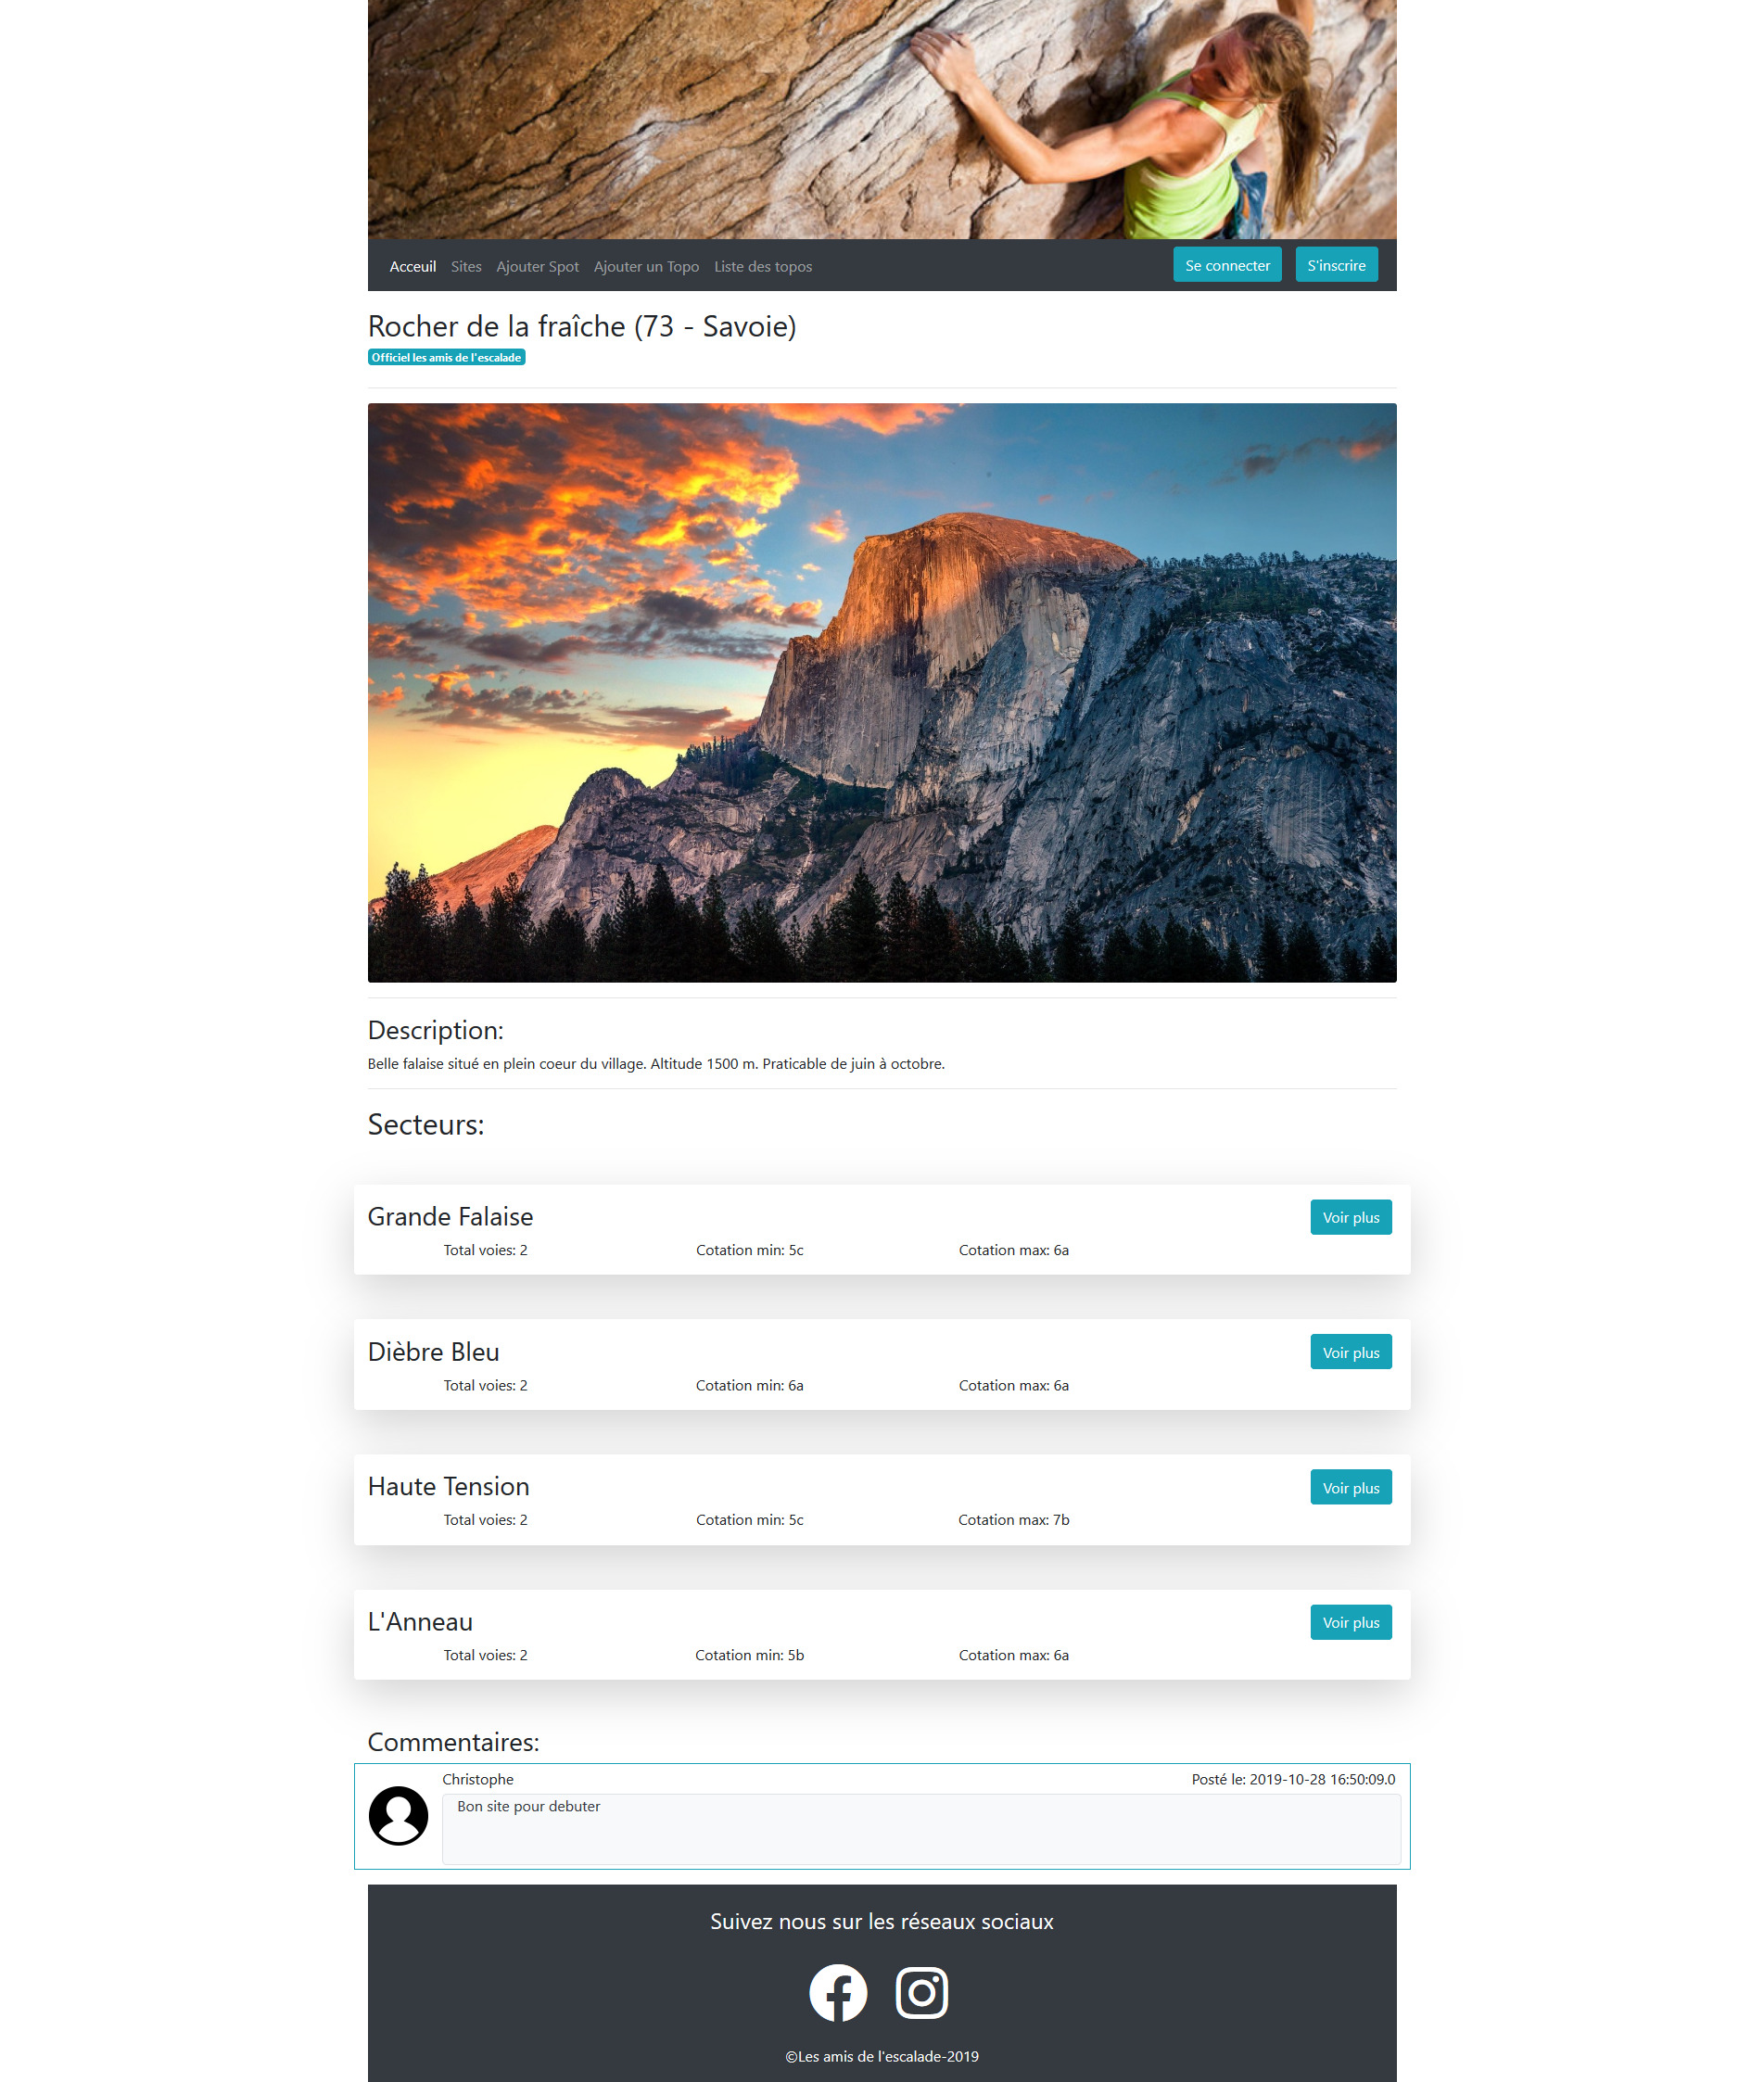 Acceuil Sites Ajouter Spot Ajouter un Topo Liste des topos Se connecter S'inscrire
Rocher de la fraîche (73 - Savoie)
Officiel les amis de l'escalade
Description:
Belle falaise situé en plein coeur du village. Altitude 1500 m. Praticable de juin à octobre.
Secteurs:
Grande Falaise Voir plus
Total voies: 2 Cotation min: 5c Cotation max: 6a
Dièbre Bleu Voir plus
Total voies: 2 Cotation min: 6a Cotation max: 6a
Haute Tension Voir plus
Total voies: 2 Cotation min: 5c Cotation max: 7b
L'Anneau Voir plus
Total voies: 2 Cotation min: 5b Cotation max: 6a
Commentaires:
Christophe Posté le: 2019-10-28 16:50:09.0
Bon site pour debuter
Suivez nous sur les réseaux sociaux
©Les amis de l'escalade-2019